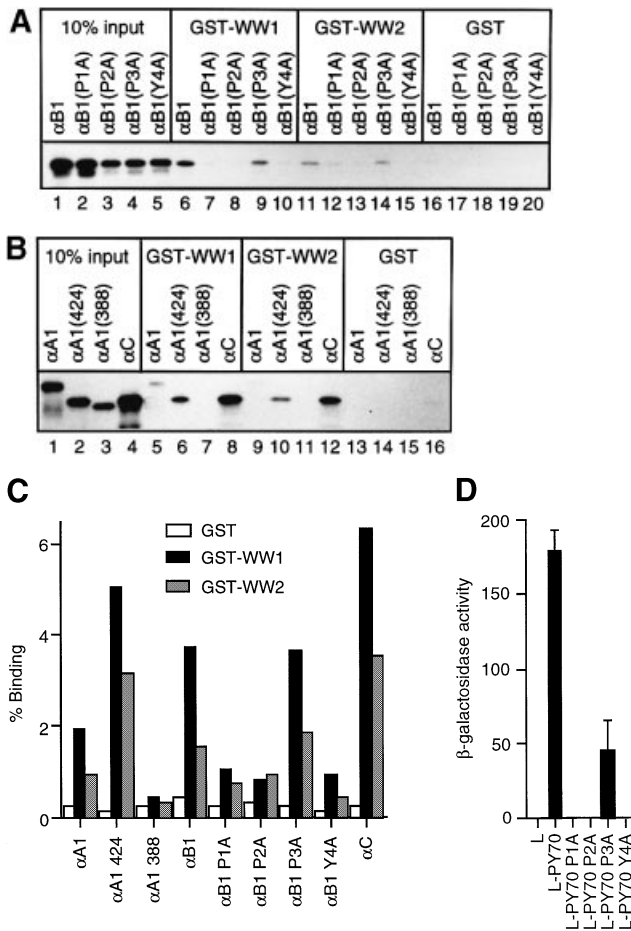 A
10% input GST-WW1 GST-WW2 GST
αB1 αB1(P1A) αB1(P2A) αB1(P3A) αB1(Y4A) αB1 αB1(P1A) αB1(P2A) αB1(P3A) αB1(Y4A) αB1 αB1(P1A) αB1(P2A) αB1(P3A) αB1(Y4A) αB1 αB1(P1A) αB1(P2A) αB1(P3A) αB1(Y4A)
1 2 3 4 5 6 7 8 9 10 11 12 13 14 15 16 17 18 19 20
B
10% input GST-WW1 GST-WW2 GST
αA1 αA1(424) αA1(388) αC αA1 αA1(424) αA1(388) αC αA1 αA1(424) αA1(388) αC αA1 αA1(424) αA1(388) αC
1 2 3 4 5 6 7 8 9 10 11 12 13 14 15 16
C
GST
GST-WW1
GST-WW2
% Binding
6
4
2
0
αA1 αA1 424 αA1 388 αB1 αB1 P1A αB1 P2A αB1 P3A αB1 Y4A αC
D
β-galactosidase activity
200
150
100
50
0
L L-PY70 L-PY70 P1A L-PY70 P2A L-PY70 P3A L-PY70 Y4A